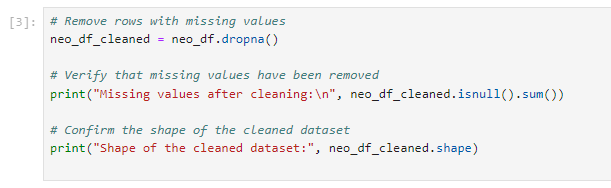 [3]: # Remove rows with missing values
neo_df_cleaned = neo_df.dropna()
# Verify that missing values have been removed
print("Missing values after cleaning:\n", neo_df_cleaned.isnull().sum())
# Confirm the shape of the cleaned dataset
print("Shape of the cleaned dataset:", neo_df_cleaned.shape)